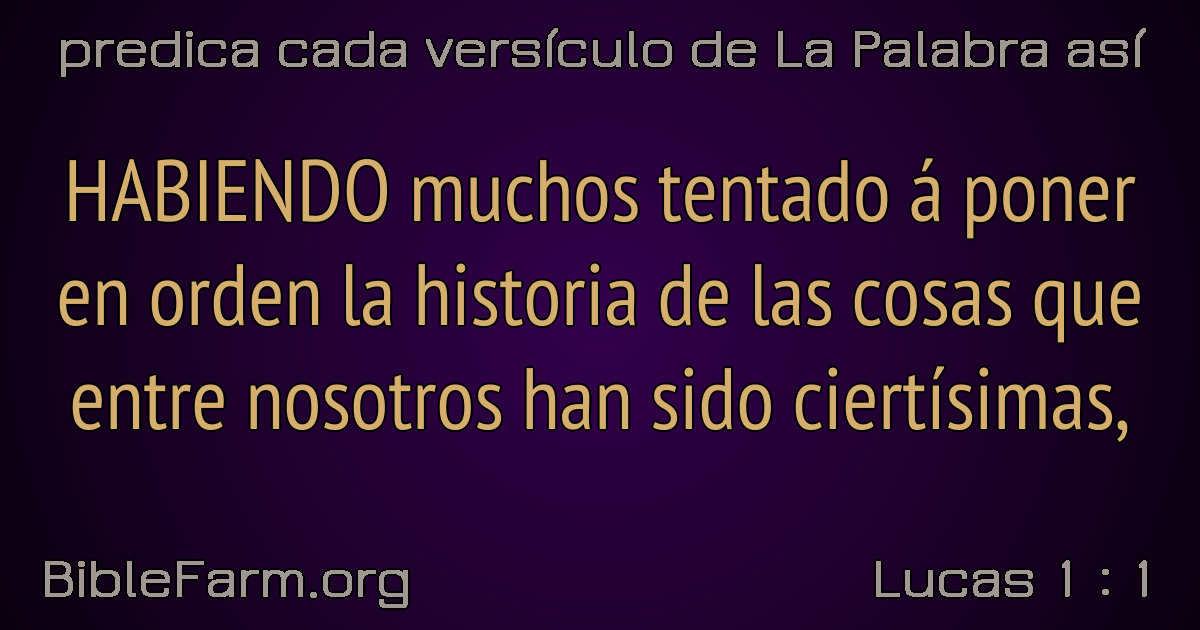 predica cada versículo de La Palabra así
HABIENDO muchos tentado á poner
en orden la historia de las cosas que
entre nosotros han sido ciertísimas,
BibleFarm.org
Lucas 1 : 1